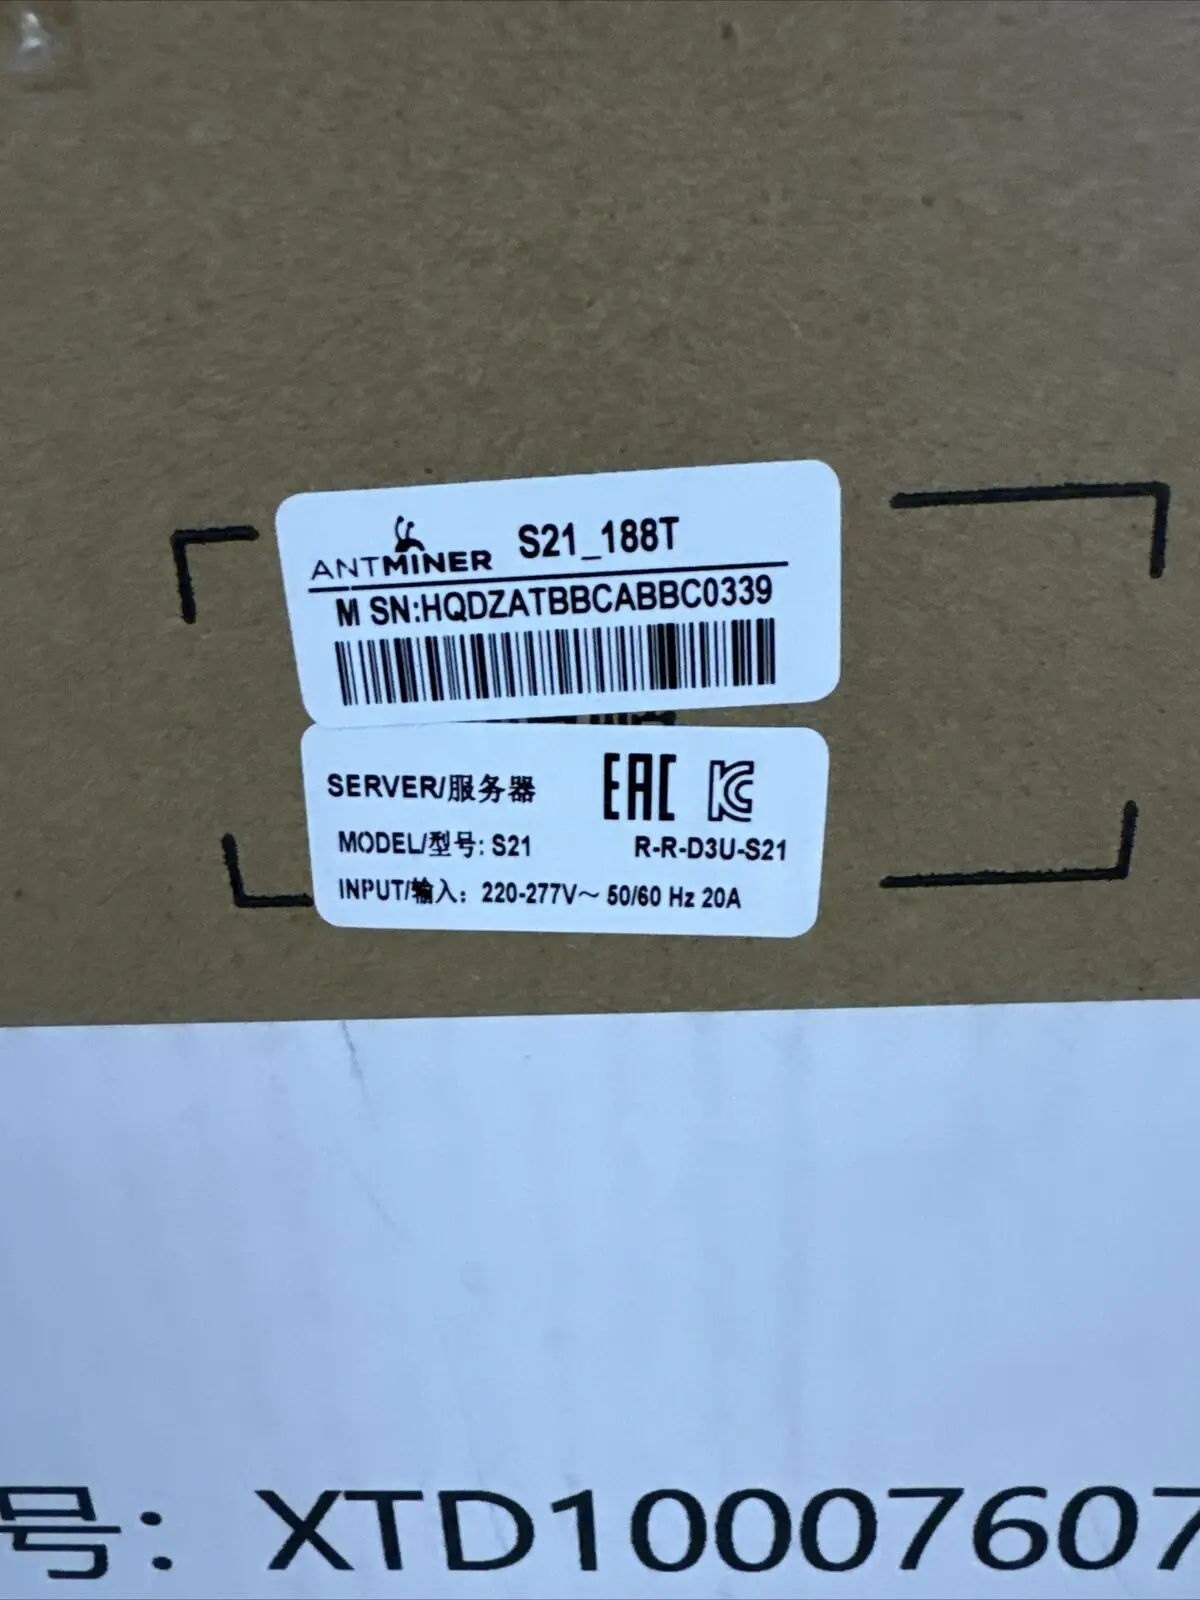 ANTMINER S21_188T
M SN:HQDZATBBCABBC0339
SERVER/服务器 EAC
MODEL/型号: S21 R-R-D3U-S21
INPUT/输入: 220-277V~ 50/60 Hz 20A
号: XTD10007607